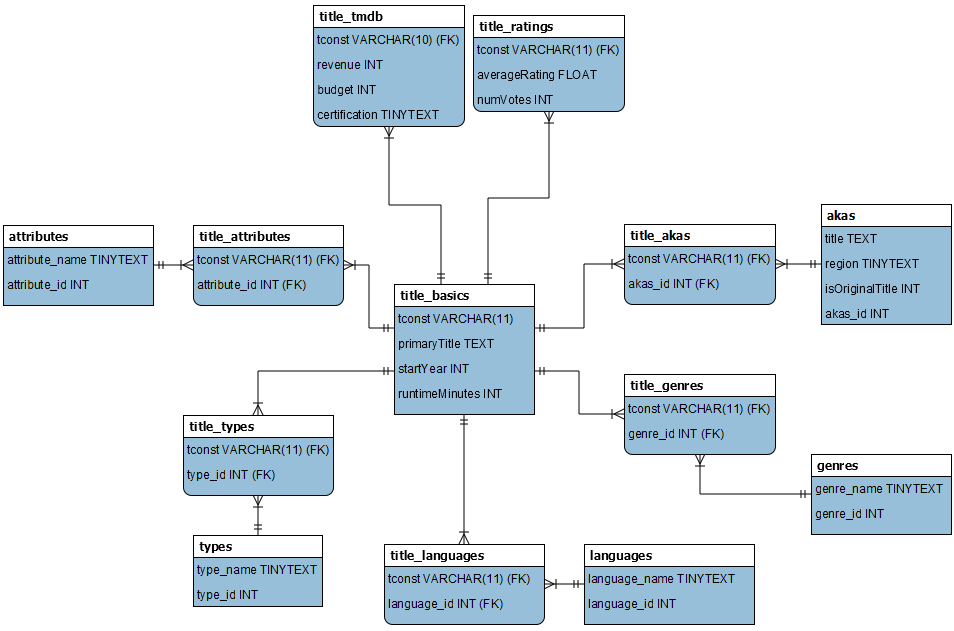 title_tmdb
tconst VARCHAR(10) (FK)
revenue INT
budget INT
certification TINYTEXT
title_ratings
tconst VARCHAR(11) (FK)
averageRating FLOAT
numVotes INT
attributes
attribute_name TINYTEXT
attribute_id INT
title_attributes
tconst VARCHAR(11) (FK)
attribute_id INT (FK)
title_akas
tconst VARCHAR(11) (FK)
akas_id INT (FK)
akas
title TEXT
region TINYTEXT
isOriginalTitle INT
akas_id INT
title_basics
tconst VARCHAR(11)
primaryTitle TEXT
startYear INT
runtimeMinutes INT
title_genres
tconst VARCHAR(11) (FK)
genre_id INT (FK)
title_types
tconst VARCHAR(11) (FK)
type_id INT (FK)
genres
genre_name TINYTEXT
genre_id INT
types
type_name TINYTEXT
type_id INT
title_languages
tconst VARCHAR(11) (FK)
language_id INT (FK)
languages
language_name TINYTEXT
language_id INT